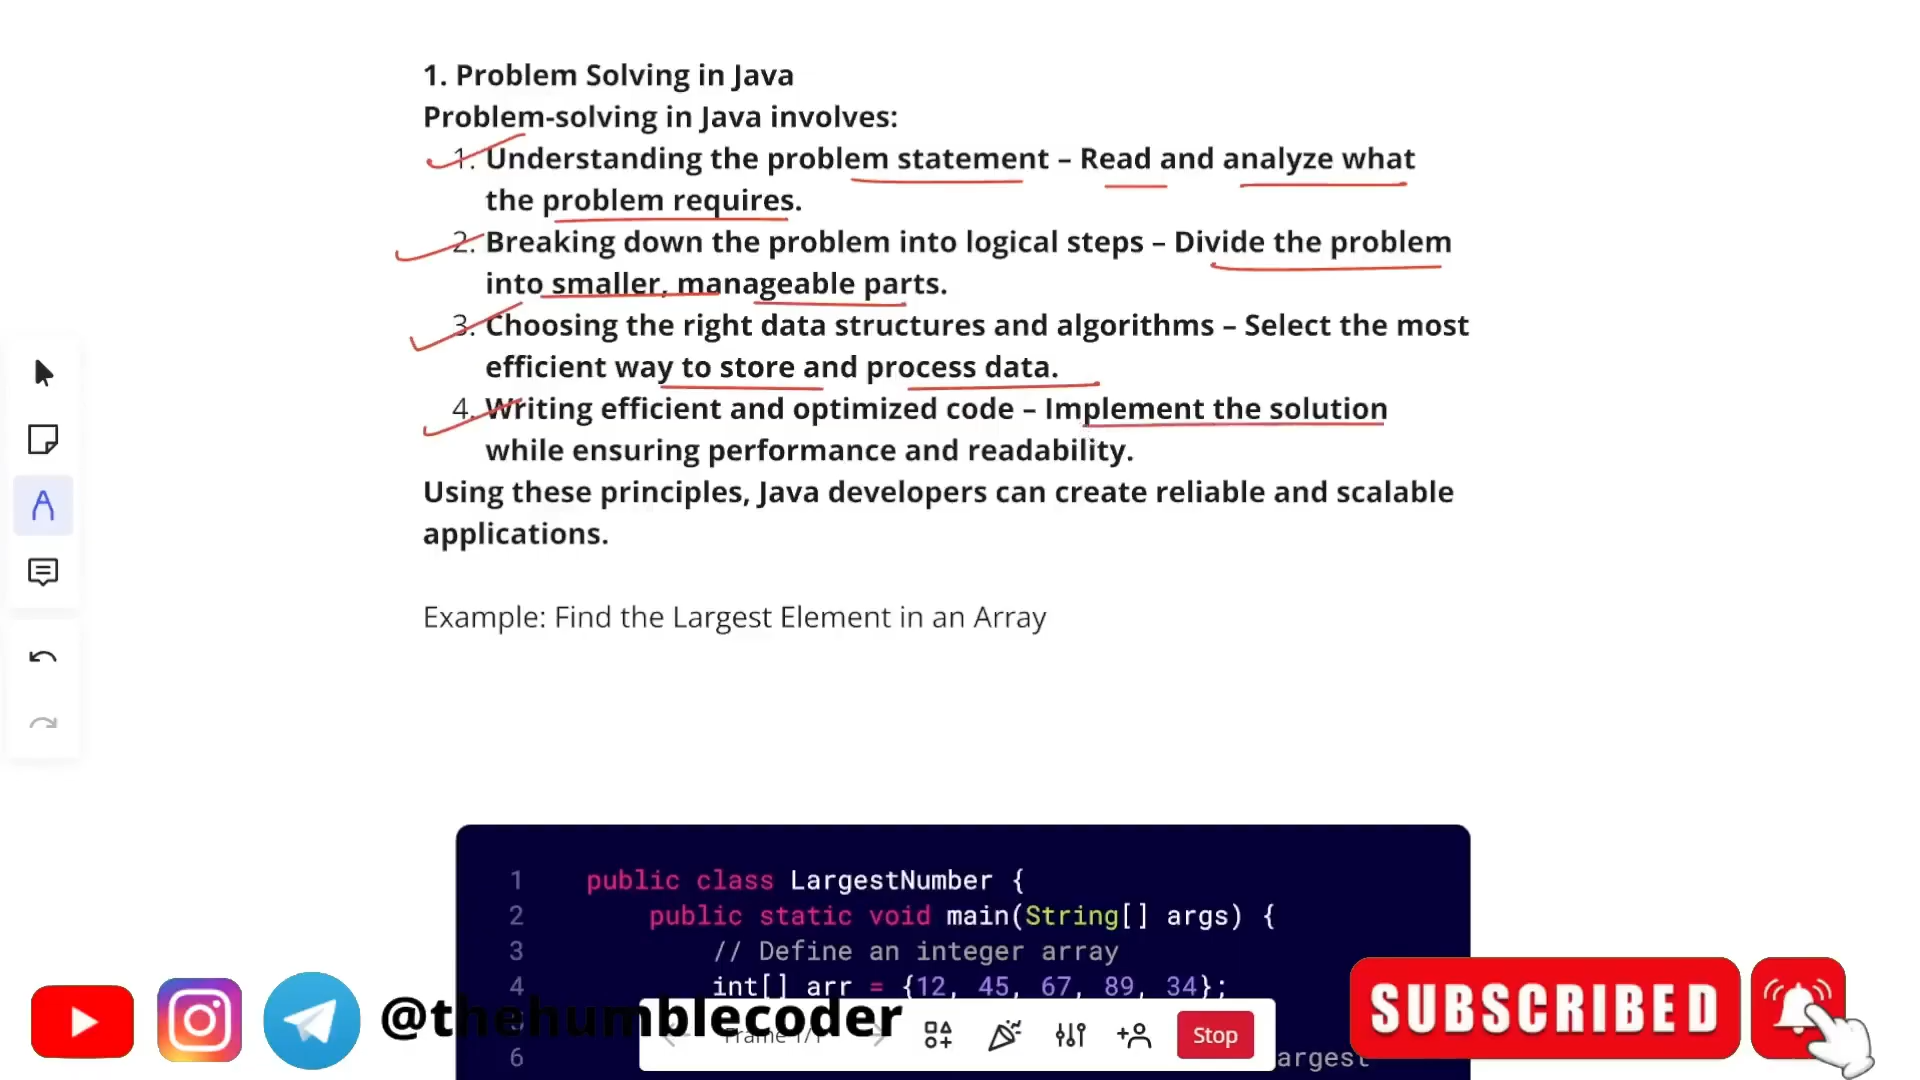 1. Problem Solving in Java
Problem-solving in Java involves:
1. Understanding the problem statement – Read and analyze what
the problem requires.
2. Breaking down the problem into logical steps – Divide the problem
into smaller, manageable parts.
3. Choosing the right data structures and algorithms – Select the most
efficient way to store and process data.
4. Writing efficient and optimized code – Implement the solution
while ensuring performance and readability.
Using these principles, Java developers can create reliable and scalable
applications.
Example: Find the Largest Element in an Array
1 public class LargestNumber {
2 public static void main(String[] args) {
3 // Define an integer array
4 int[] arr = {12, 45, 67, 89, 34};
@thehumblecoder
Frame 1/1
Stop
SUBSCRIBED
6